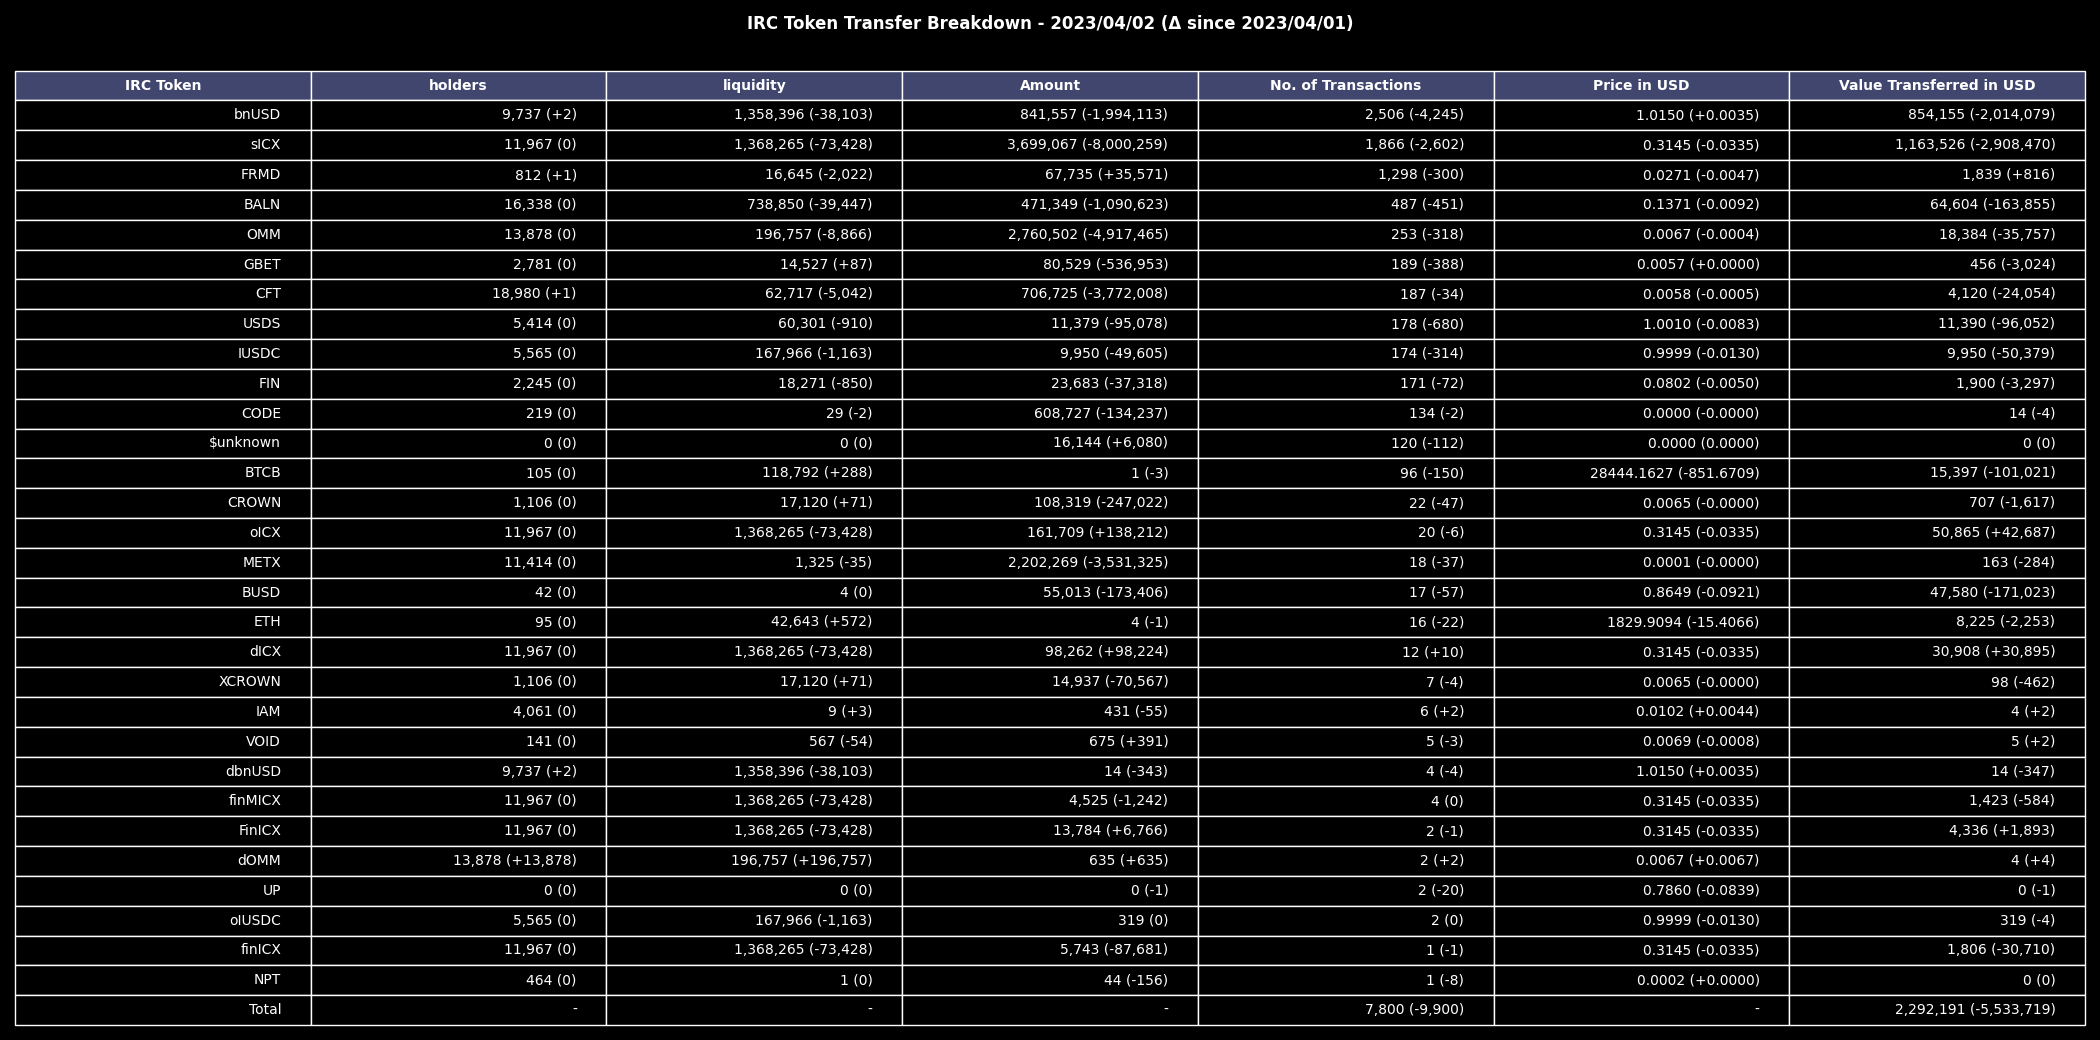 IRC Token Transfer Breakdown - 2023/04/02 (Δ since 2023/04/01)
IRC Token holders liquidity Amount No. of Transactions Price in USD Value Transferred in USD
bnUSD 9,737 (+2) 1,358,396 (-38,103) 841,557 (-1,994,113) 2,506 (-4,245) 1.0150 (+0.0035) 854,155 (-2,014,079)
sICX 11,967 (0) 1,368,265 (-73,428) 3,699,067 (-8,000,259) 1,866 (-2,602) 0.3145 (-0.0335) 1,163,526 (-2,908,470)
FRMD 812 (+1) 16,645 (-2,022) 67,735 (+35,571) 1,298 (-300) 0.0271 (-0.0047) 1,839 (+816)
BALN 16,338 (0) 738,850 (-39,447) 471,349 (-1,090,623) 487 (-451) 0.1371 (-0.0092) 64,604 (-163,855)
OMM 13,878 (0) 196,757 (-8,866) 2,760,502 (-4,917,465) 253 (-318) 0.0067 (-0.0004) 18,384 (-35,757)
GBET 2,781 (0) 14,527 (+87) 80,529 (-536,953) 189 (-388) 0.0057 (+0.0000) 456 (-3,024)
CFT 18,980 (+1) 62,717 (-5,042) 706,725 (-3,772,008) 187 (-34) 0.0058 (-0.0005) 4,120 (-24,054)
USDS 5,414 (0) 60,301 (-910) 11,379 (-95,078) 178 (-680) 1.0010 (-0.0083) 11,390 (-96,052)
IUSDC 5,565 (0) 167,966 (-1,163) 9,950 (-49,605) 174 (-314) 0.9999 (-0.0130) 9,950 (-50,379)
FIN 2,245 (0) 18,271 (-850) 23,683 (-37,318) 171 (-72) 0.0802 (-0.0050) 1,900 (-3,297)
CODE 219 (0) 29 (-2) 608,727 (-134,237) 134 (-2) 0.0000 (-0.0000) 14 (-4)
$unknown 0 (0) 0 (0) 16,144 (+6,080) 120 (-112) 0.0000 (0.0000) 0 (0)
BTCB 105 (0) 118,792 (+288) 1 (-3) 96 (-150) 28444.1627 (-851.6709) 15,397 (-101,021)
CROWN 1,106 (0) 17,120 (+71) 108,319 (-247,022) 22 (-47) 0.0065 (-0.0000) 707 (-1,617)
oICX 11,967 (0) 1,368,265 (-73,428) 161,709 (+138,212) 20 (-6) 0.3145 (-0.0335) 50,865 (+42,687)
METX 11,414 (0) 1,325 (-35) 2,202,269 (-3,531,325) 18 (-37) 0.0001 (-0.0000) 163 (-284)
BUSD 42 (0) 4 (0) 55,013 (-173,406) 17 (-57) 0.8649 (-0.0921) 47,580 (-171,023)
ETH 95 (0) 42,643 (+572) 4 (-1) 16 (-22) 1829.9094 (-15.4066) 8,225 (-2,253)
dICX 11,967 (0) 1,368,265 (-73,428) 98,262 (+98,224) 12 (+10) 0.3145 (-0.0335) 30,908 (+30,895)
XCROWN 1,106 (0) 17,120 (+71) 14,937 (-70,567) 7 (-4) 0.0065 (-0.0000) 98 (-462)
IAM 4,061 (0) 9 (+3) 431 (-55) 6 (+2) 0.0102 (+0.0044) 4 (+2)
VOID 141 (0) 567 (-54) 675 (+391) 5 (-3) 0.0069 (-0.0008) 5 (+2)
dbnUSD 9,737 (+2) 1,358,396 (-38,103) 14 (-343) 4 (-4) 1.0150 (+0.0035) 14 (-347)
finMICX 11,967 (0) 1,368,265 (-73,428) 4,525 (-1,242) 4 (0) 0.3145 (-0.0335) 1,423 (-584)
FinICX 11,967 (0) 1,368,265 (-73,428) 13,784 (+6,766) 2 (-1) 0.3145 (-0.0335) 4,336 (+1,893)
dOMM 13,878 (+13,878) 196,757 (+196,757) 635 (+635) 2 (+2) 0.0067 (+0.0067) 4 (+4)
UP 0 (0) 0 (0) 0 (-1) 2 (-20) 0.7860 (-0.0839) 0 (-1)
oIUSDC 5,565 (0) 167,966 (-1,163) 319 (0) 2 (0) 0.9999 (-0.0130) 319 (-4)
finICX 11,967 (0) 1,368,265 (-73,428) 5,743 (-87,681) 1 (-1) 0.3145 (-0.0335) 1,806 (-30,710)
NPT 464 (0) 1 (0) 44 (-156) 1 (-8) 0.0002 (+0.0000) 0 (0)
Total - - - 7,800 (-9,900) - 2,292,191 (-5,533,719)